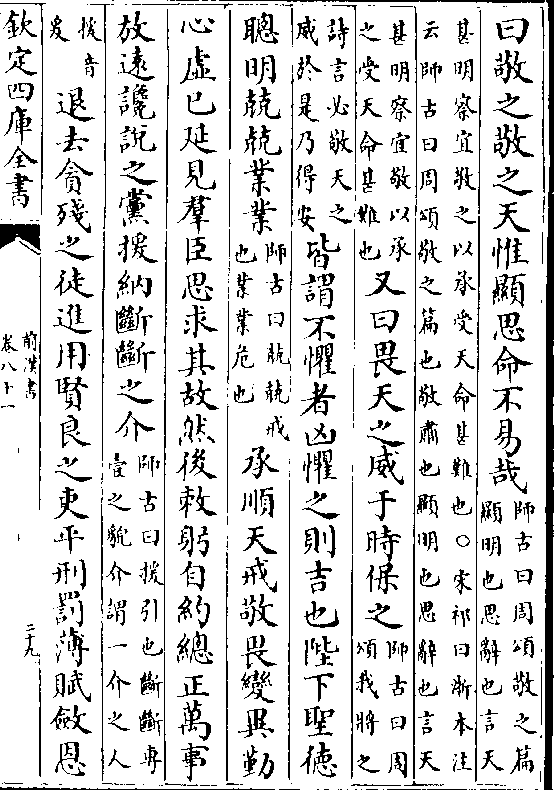 曰敬之敬之天惟顯思命不易哉師古曰周頌敬之篇
顯明也思辭也言天
甚明察宜敬之以承受天命甚難也○宋祁曰浙本注
云師古曰周頌敬之篇也敬肅也顯明也思辭也言天
甚明察宜敬以承
之受天命甚難也
又曰畏天之威于時保之師古曰周
頌我將之
詩言必敬天之
威於是乃得安
皆謂不懼者凶懼之則吉也陛下聖德
聰明兢兢業業師古曰兢兢戒
也業業危也
承順天戒敬畏變異勤
心虛已延見羣臣思求其故然後敕躬自約總正萬事
放遠讒說之黨援納斷斷之介師古曰援引也斷斷専
壹之貌介謂一介之人
援音
爰
退去貪殘之徒進用賢良之吏平刑罰薄賦斂恩
欽定四庫全書
前漢書
卷八十一
二十九